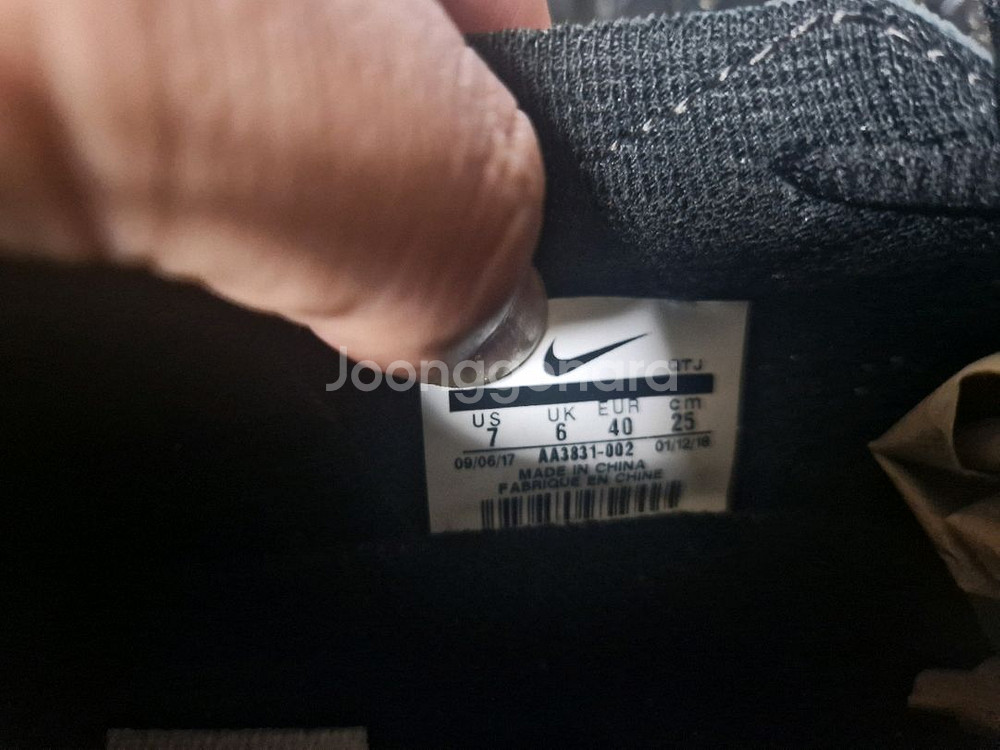 QTJ
Joonggonara
US UK EUR cm
7 6 40 25
09/06/17 AA3831-002 01/12/18
MADE IN CHINA
FABRIQUE EN CHINE